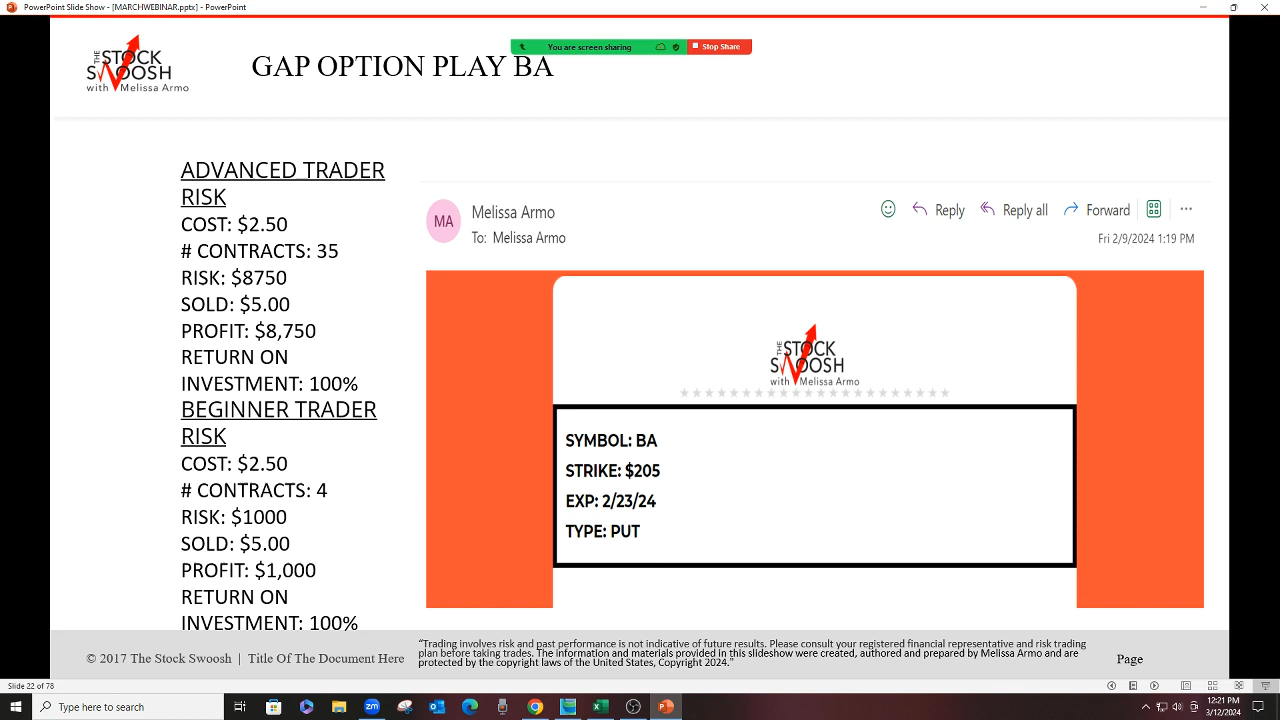 PowerPoint Slide Show - [MARCHWEBINAR.pptx] - PowerPoint
You are screen sharing
Stop Share
THE
STOCK
SWOOSH
with Melissa Armo
GAP OPTION PLAY BA
ADVANCED TRADER
RISK
COST: $2.50
# CONTRACTS: 35
RISK: $8750
SOLD: $5.00
PROFIT: $8,750
RETURN ON
INVESTMENT: 100%
BEGINNER TRADER
RISK
COST: $2.50
# CONTRACTS: 4
RISK: $1000
SOLD: $5.00
PROFIT: $1,000
RETURN ON
INVESTMENT: 100%
MA
Melissa Armo
To: Melissa Armo
Reply
Reply all
Forward
Fri 2/9/2024 1:19 PM
THE
STOCK
SWOOSH
with Melissa Armo
SYMBOL: BA
STRIKE: $205
EXP: 2/23/24
TYPE: PUT
© 2017 The Stock Swoosh | Title Of The Document Here
"Trading involves risk and past performance is not indicative of future results. Please consult your registered financial representative and risk trading
plan before taking trades. The information and materials provided in this slideshow were created, authored and prepared by Melissa Armo and are
protected by the copyright laws of the United States, Copyright 2024."
Page
Slide 22 of 78
Type here to search
12:21 PM
3/12/2024